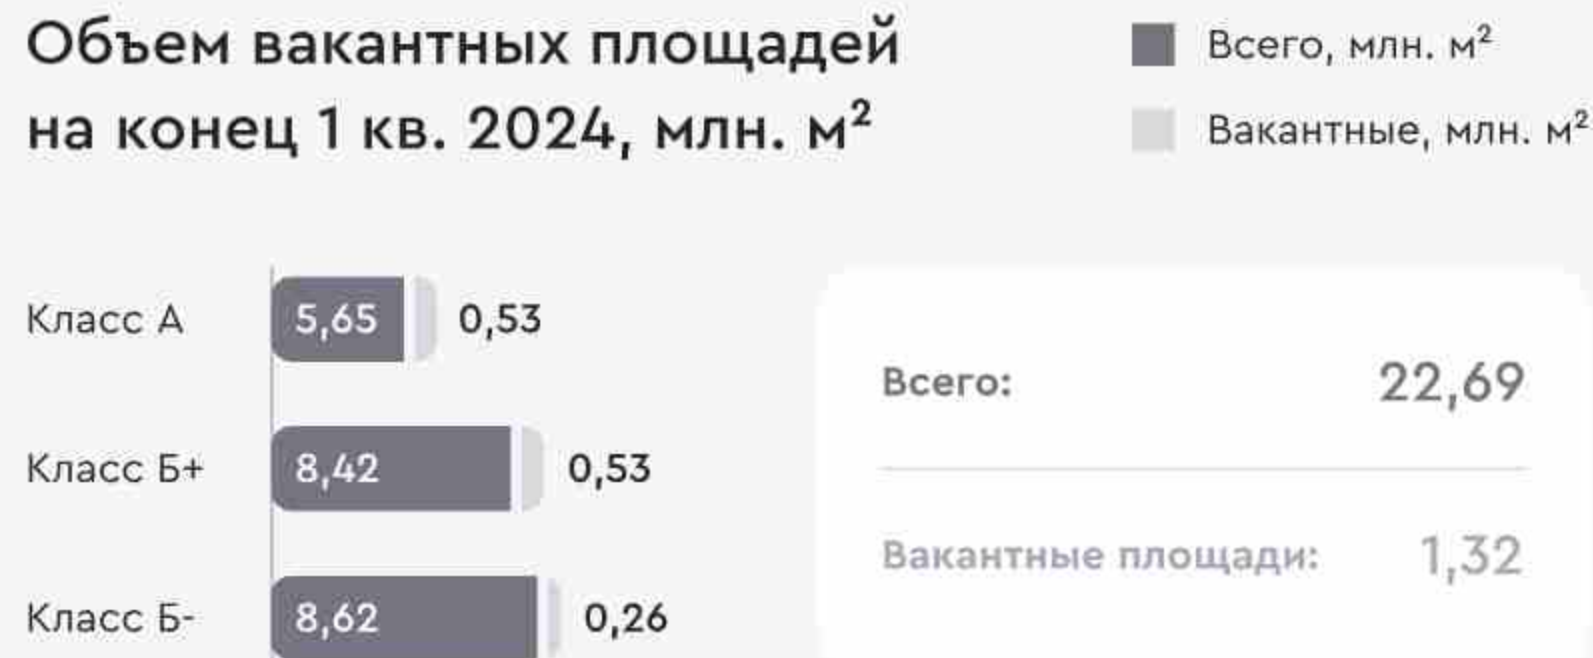 Объем вакантных площадей
на конец 1 кв. 2024, млн. м²
Всего, млн. м²
Вакантные, млн. м²
Класс А 5,65 0,53
Класс Б+ 8,42 0,53
Класс Б- 8,62 0,26
Всего: 22,69
Вакантные площади: 1,32